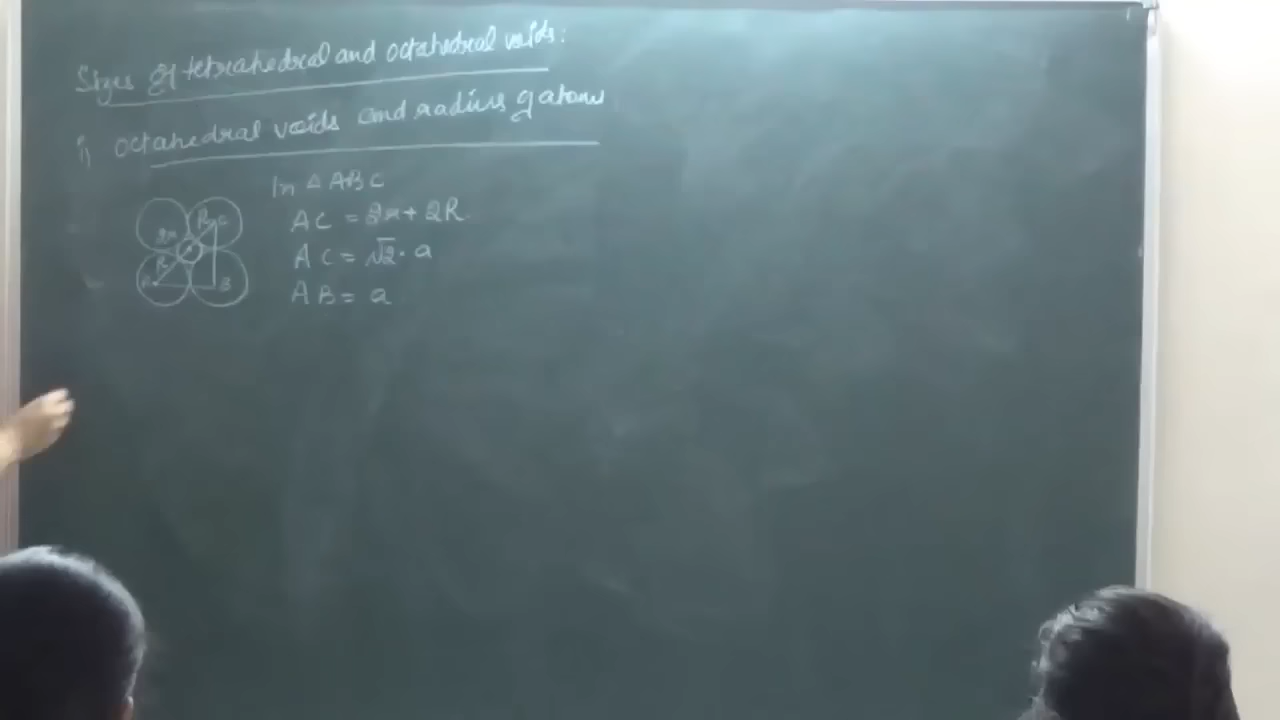 Sizes of tetrahedral and octahedral voids:
i) octahedral voids and radius of atoms
In △ ABC
AC = 2r + 2R
AC = √2 · a
AB = a
R C
2r
R
A B